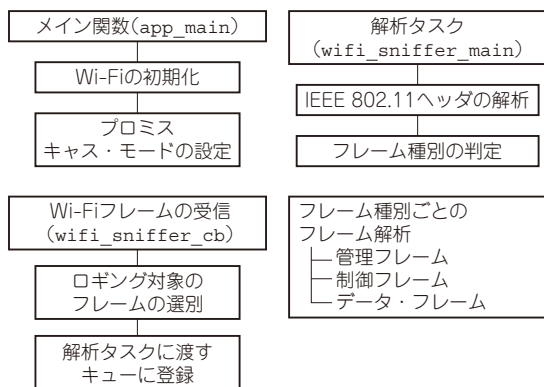 メイン関数(app_main)
Wi-Fiの初期化
プロミス
キャス・モードの設定
解析タスク
(wifi_sniffer_main)
IEEE 802.11ヘッダの解析
フレーム種別の判定
Wi-Fiフレームの受信
(wifi_sniffer_cb)
ロギング対象の
フレームの選別
解析タスクに渡す
キューに登録
フレーム種別ごとの
フレーム解析
管理フレーム
制御フレーム
データ・フレーム